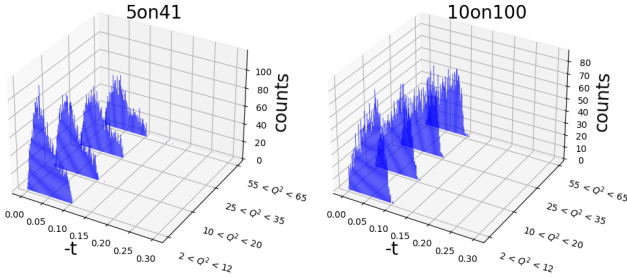 5on41
10on100
100
80
60
40
20
0
counts
80
70
60
50
40
30
20
10
0
counts
0.00
0.05
0.10
0.15
0.20
0.25
0.30
-t
55 < Q² < 65
25 < Q² < 35
10 < Q² < 20
2 < Q² < 12
0.00
0.05
0.10
0.15
0.20
0.25
0.30
-t
55 < Q² < 65
25 < Q² < 35
10 < Q² < 20
2 < Q² < 12